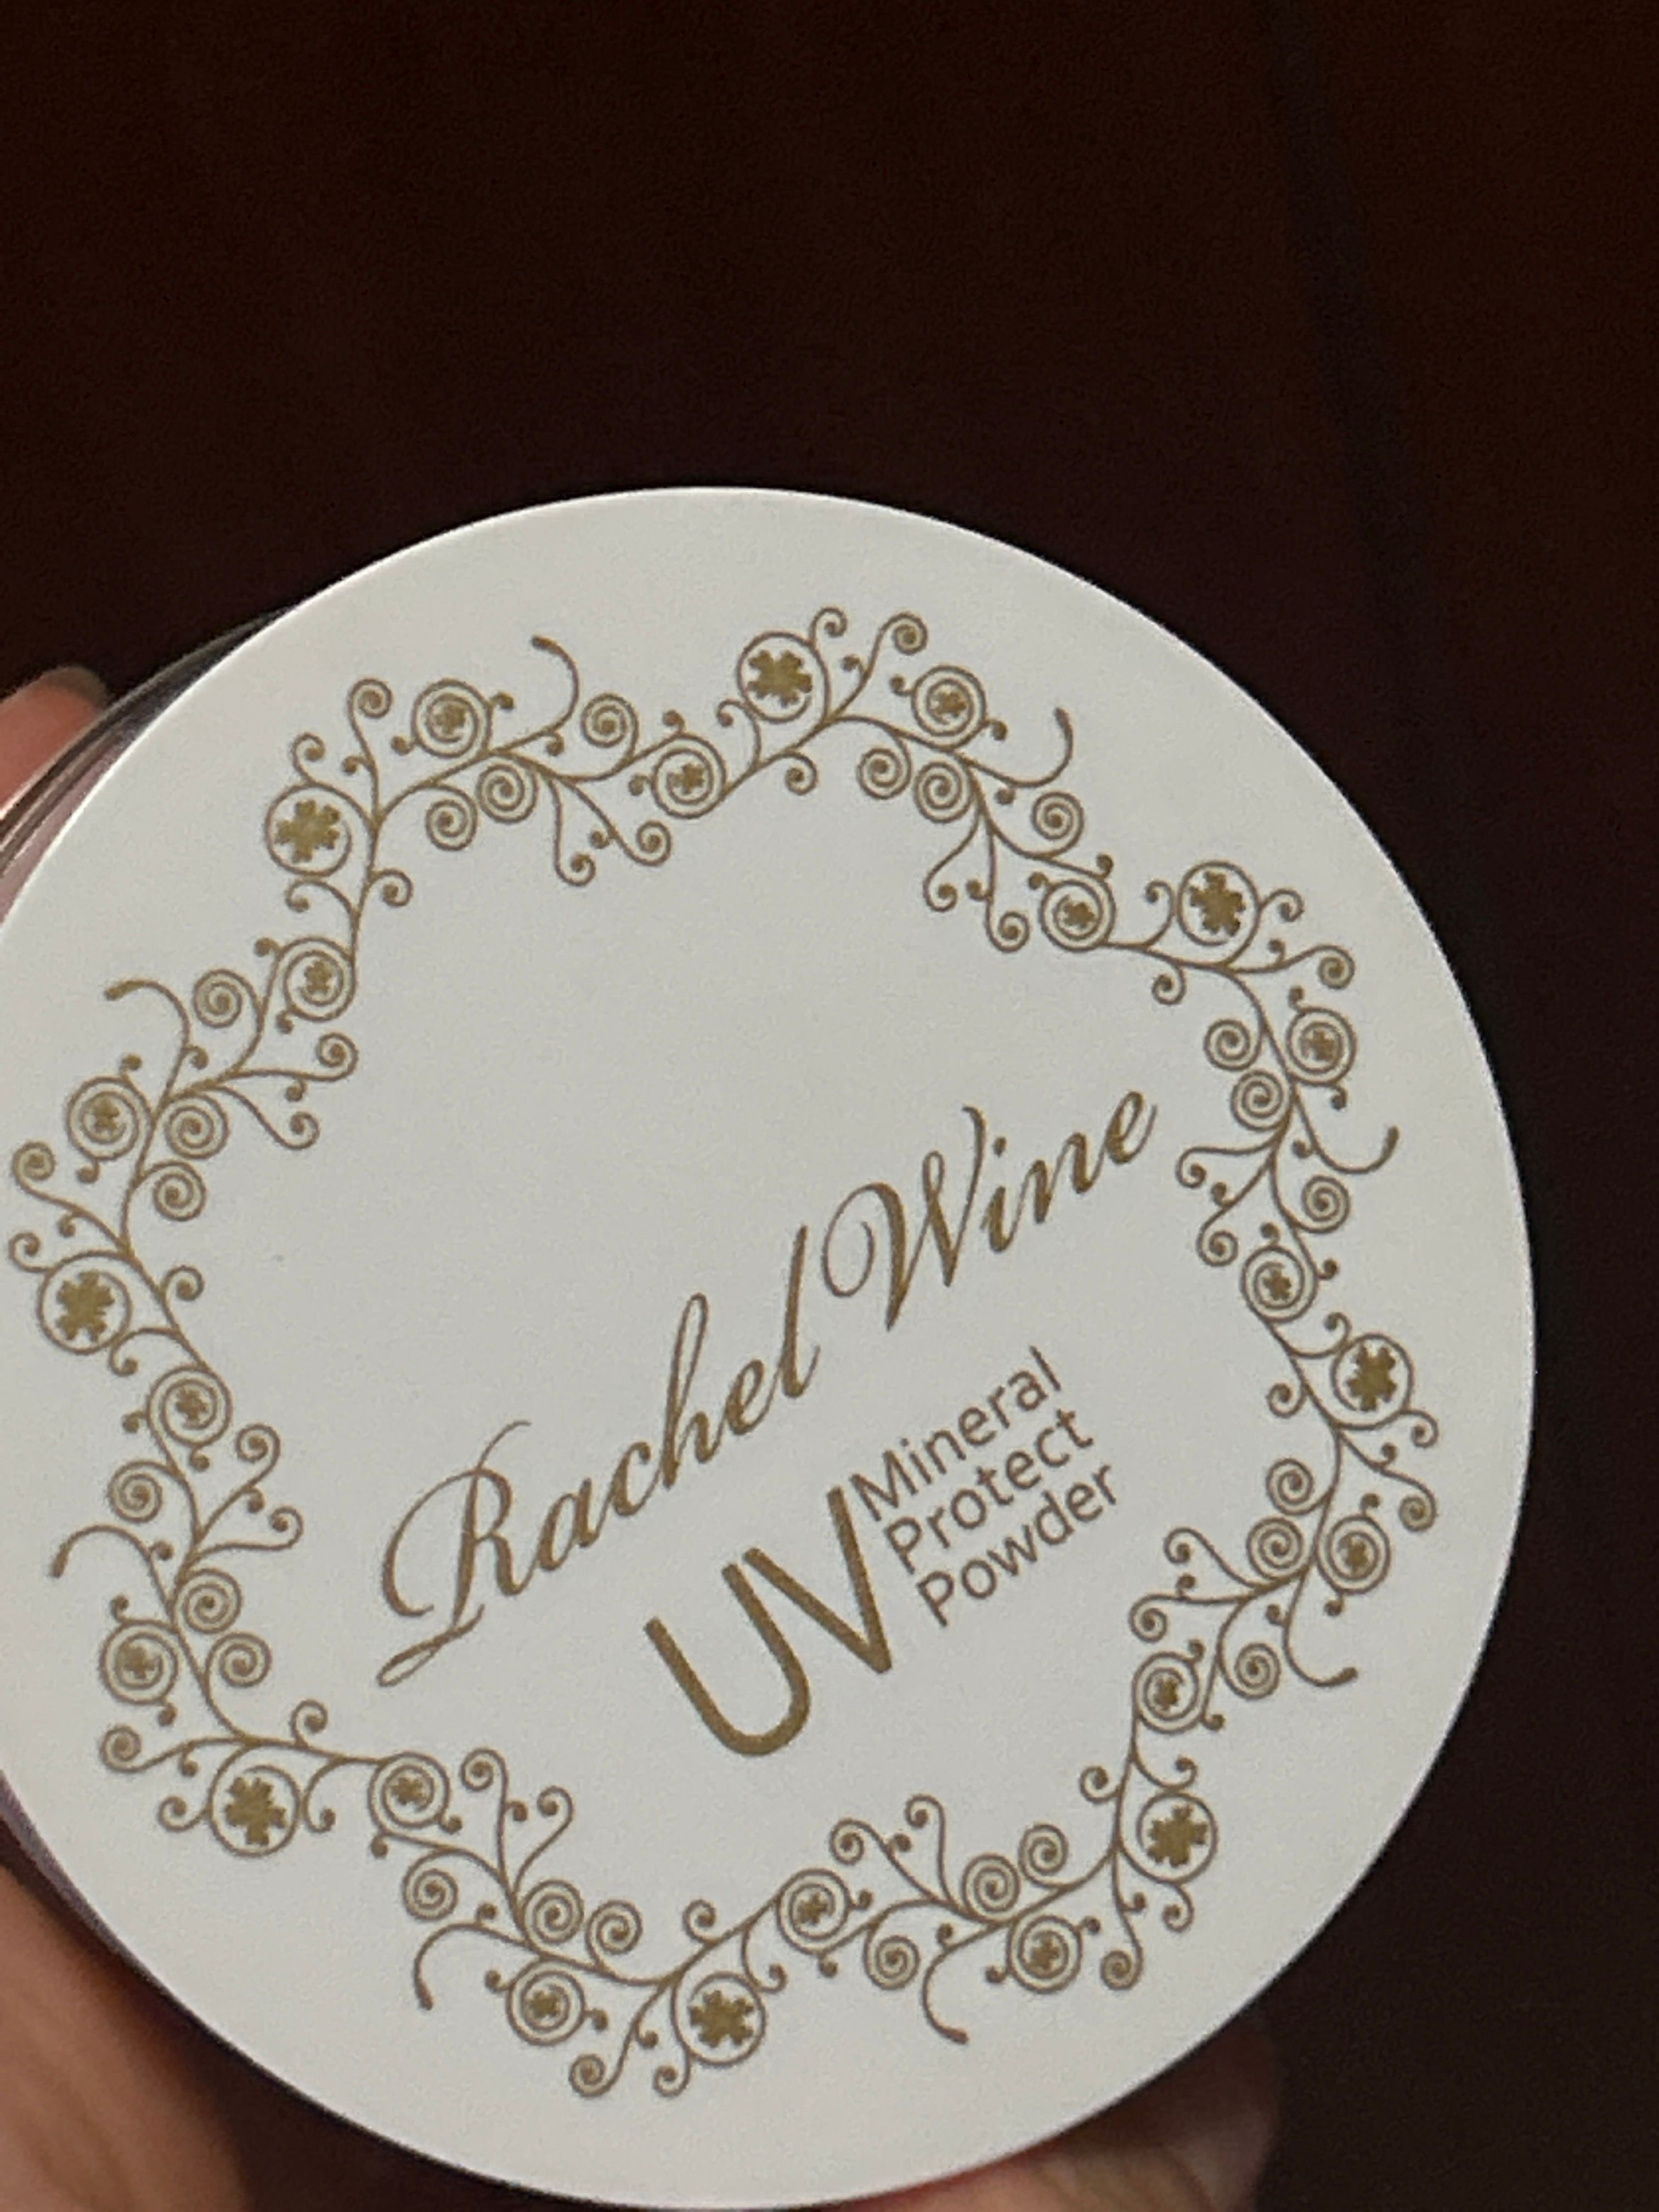 Rachel Wine
UV
Mineral
Protect
Powder